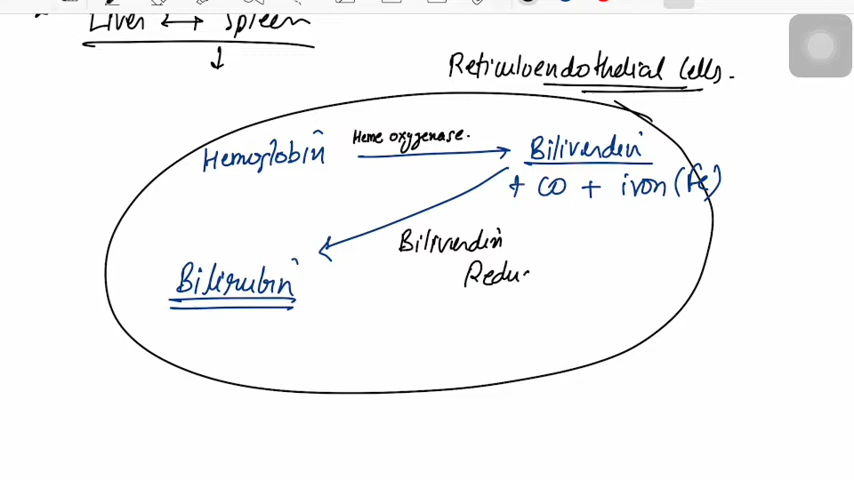 Liver ↔ Spleen
↓
Reticuloendothelial Cells.
Hemoglobin Heme oxygenase. → Biliverdin
+ CO + iron (Fe)
Biliverdin
Redu
Bilirubin